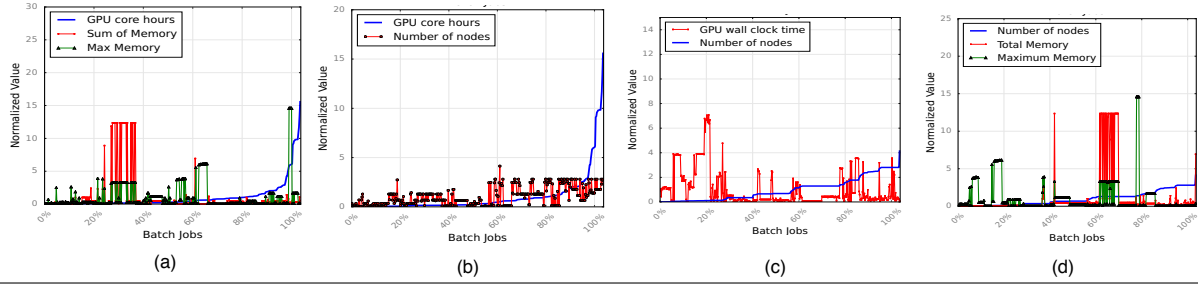 30
25
20
15
10
5
0
0%
20%
40%
60%
80%
100%
Normalized Value
Batch Jobs
GPU core hours
Sum of Memory
Max Memory
(a)
20
15
10
5
0
0%
20%
40%
60%
80%
100%
Normalized Value
Batch Jobs
GPU core hours
Number of nodes
(b)
14
12
10
8
6
4
2
0
0%
20%
40%
60%
80%
100%
Normalized Value
Batch Jobs
GPU wall clock time
Number of nodes
(c)
25
20
15
10
5
0
0%
20%
40%
60%
80%
100%
Normalized Value
Batch Jobs
Number of nodes
Total Memory
Maximum Memory
(d)